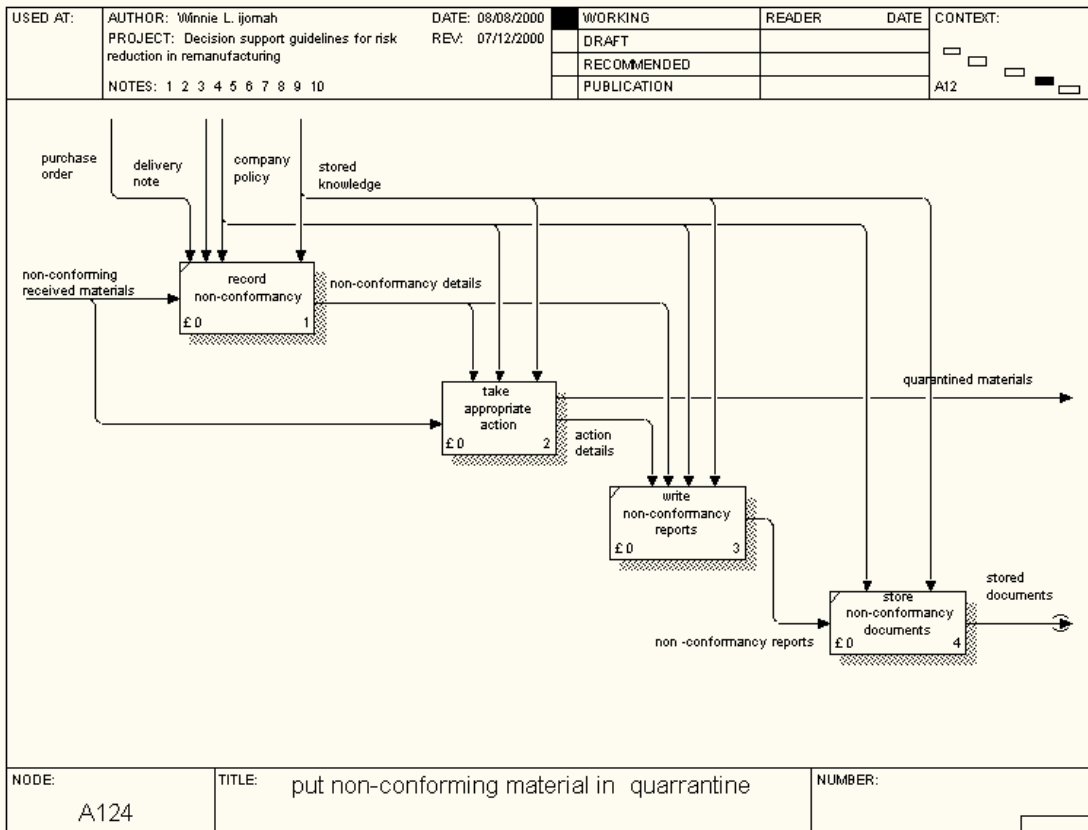 USED AT:
AUTHOR: Winnie L. ijomah
DATE: 08/08/2000
PROJECT: Decision support guidelines for risk
REV: 07/12/2000
reduction in remanufacturing
NOTES: 1 2 3 4 5 6 7 8 9 10
WORKING
DRAFT
RECOMMENDED
PUBLICATION
READER
DATE
CONTEXT:
A12
purchase
order
delivery
note
company
policy
stored
knowledge
non-conforming
received materials
record
non-conformancy
£ 0 1
non-conformancy details
take
appropriate
action
£ 0 2
quarantined materials
action
details
write
non-conformancy
reports
£ 0 3
non -conformancy reports
store
non-conformancy
documents
£ 0 4
stored
documents
NODE:
A124
TITLE:
put non-conforming material in quarrantine
NUMBER: